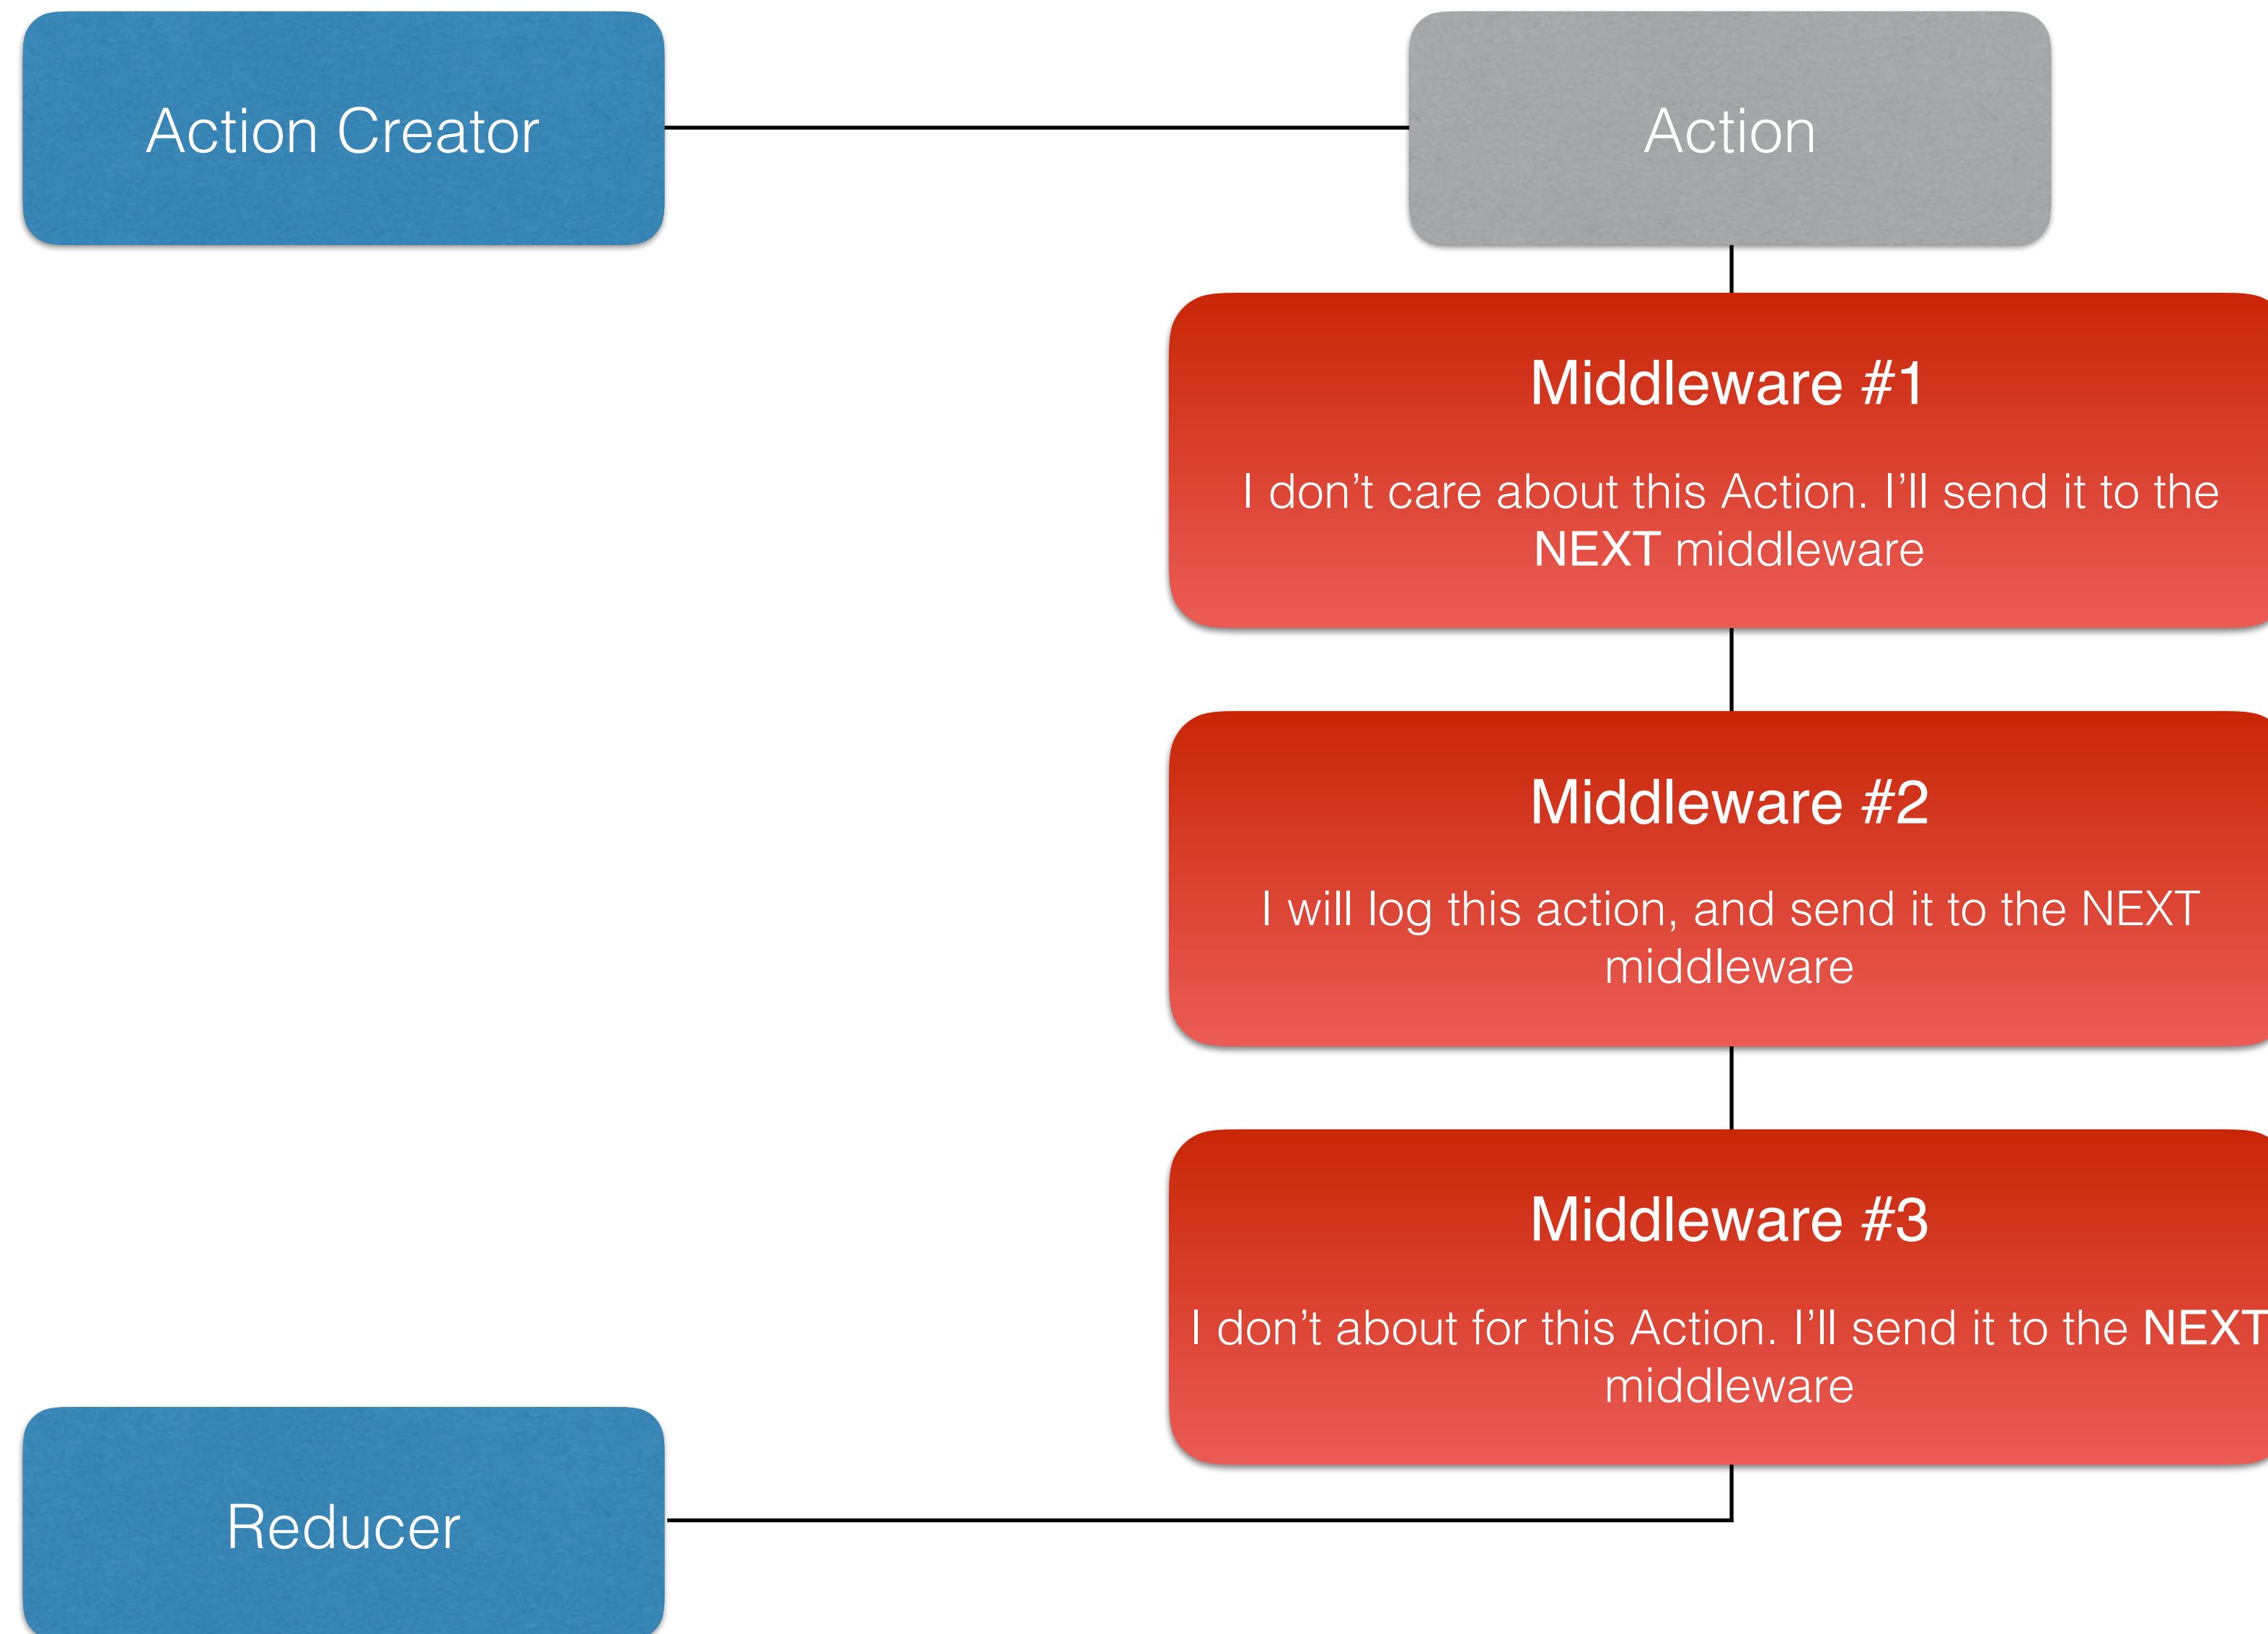 Action Creator
Action
Middleware #1
I don’t care about this Action. I’ll send it to the
NEXT middleware
Middleware #2
I will log this action, and send it to the NEXT
middleware
Middleware #3
I don’t about for this Action. I’ll send it to the NEXT
middleware
Reducer